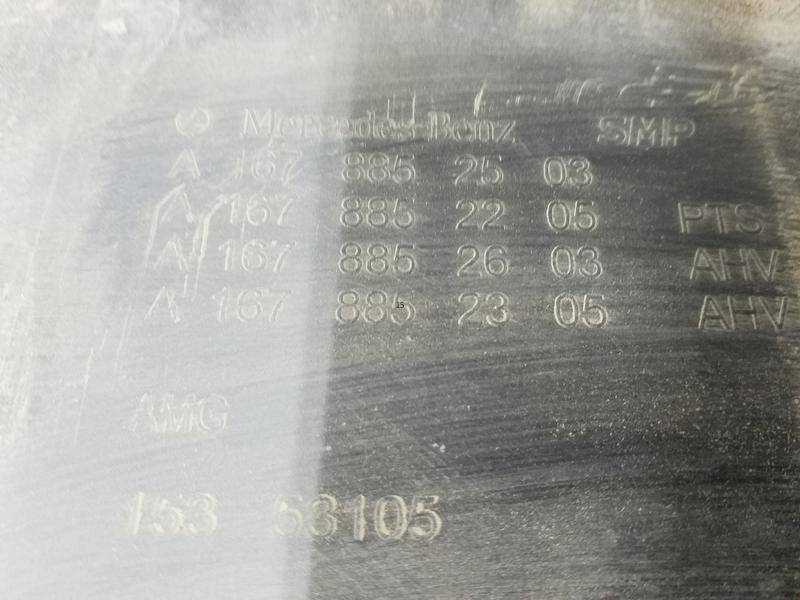 Mercedes-Benz SMP
A 167 885 25 03
A 167 885 22 05 PTS
A 167 885 26 03 AHV
A 167 885 23 05 AHV
15
AMG
153 53105